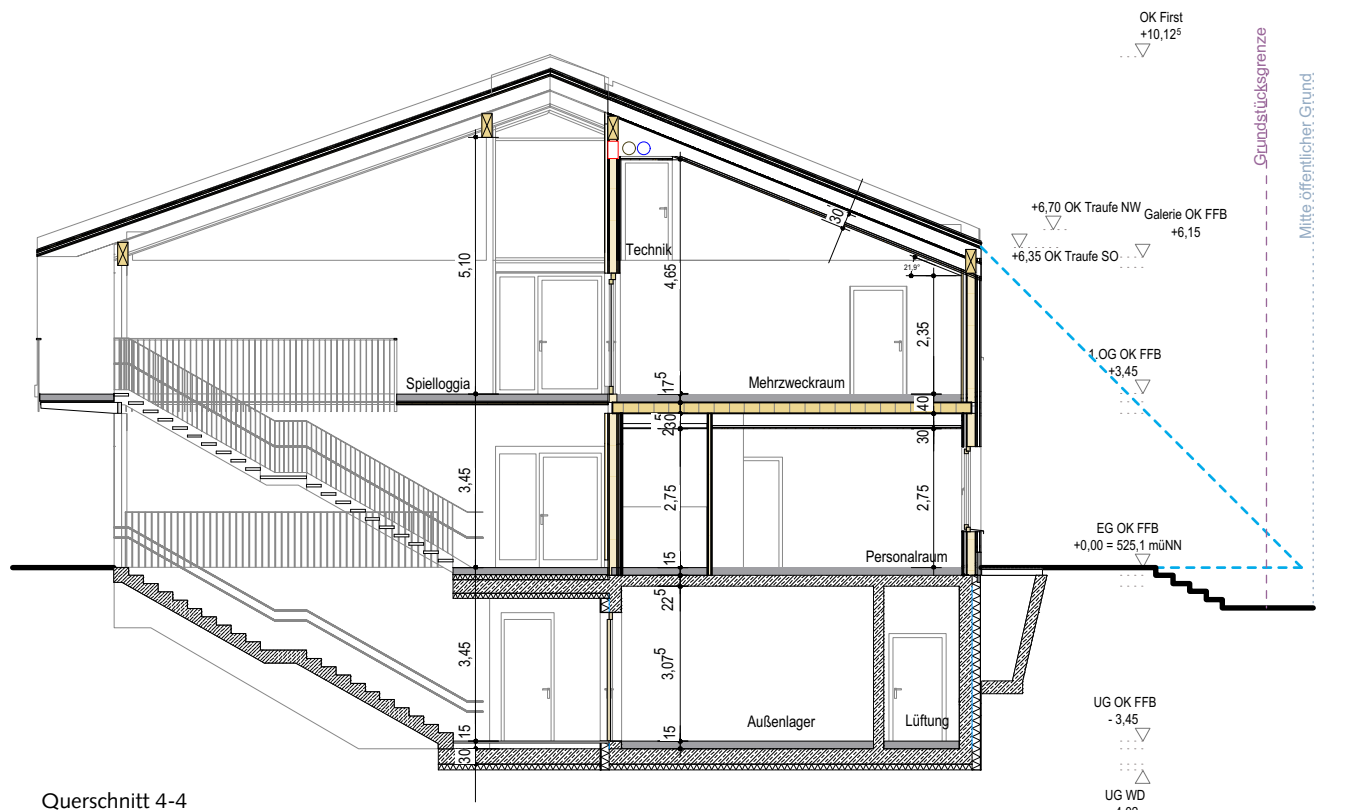 OK First
+10,12⁵
Grundstücksgrenze
Mitte öffentlicher Grund
+6,70 OK Traufe NW
Galerie OK FFB
+6,15
+6,35 OK Traufe SO
30
Technik
21,9°
5,10
4,65
2,35
1.OG OK FFB
+3,45
Spielloggia
17⁵
Mehrzweckraum
40
30
30
3,45
2,75
2,75
EG OK FFB
+0,00 = 525,1 müNN
15
Personalraum
22⁵
3,45
3,07⁵
UG OK FFB
- 3,45
Außenlager
Lüftung
15
15
30
UG WD
Querschnitt 4-4